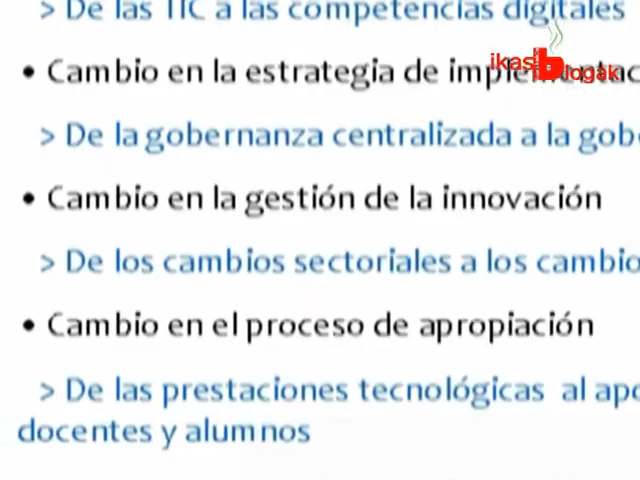 > De las TIC a las competencias digitales
• Cambio en la estrategia de
ikasblogak
> De la gobernanza centralizada a la
• Cambio en la gestión de la innovación
> De los cambios sectoriales a los
• Cambio en el proceso de apropiación
> De las prestaciones tecnológicas al
docentes y alumnos